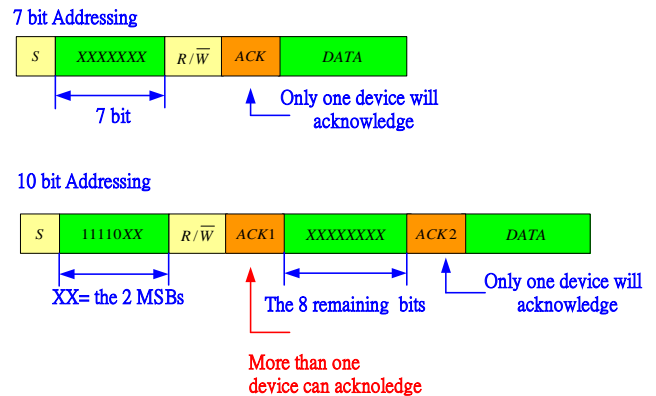 7 bit Addressing
S XXXXXXX R/W̅ ACK DATA
7 bit
Only one device will
acknowledge
10 bit Addressing
S 11110XX R/W̅ ACK1 XXXXXXXX ACK2 DATA
XX= the 2 MSBs
The 8 remaining bits
Only one device will
acknowledge
More than one
device can acknoledge